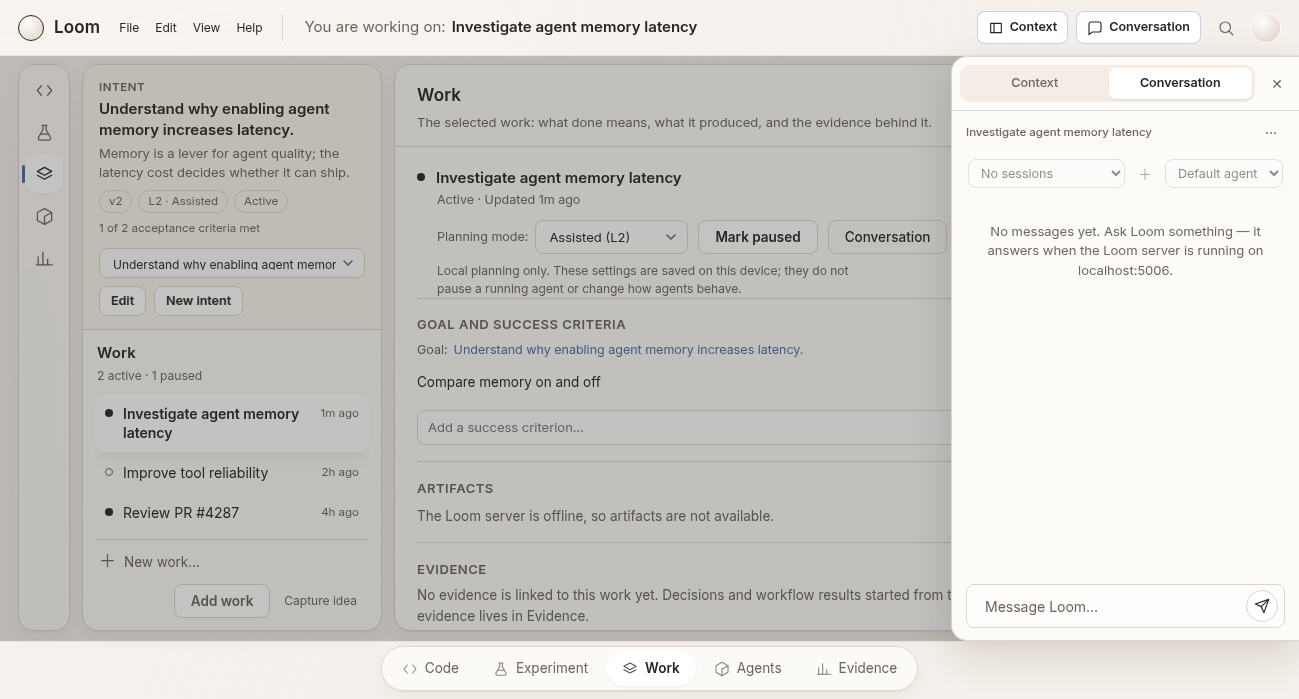 Loom File Edit View Help You are working on: Investigate agent memory latency Context Conversation
INTENT
Understand why enabling agent
memory increases latency.
Memory is a lever for agent quality; the
latency cost decides whether it can ship.
v2 L2 · Assisted Active
1 of 2 acceptance criteria met
Understand why enabling agent memor
Edit New intent
Work
2 active · 1 paused
Investigate agent memory 1m ago
latency
Improve tool reliability 2h ago
Review PR #4287 4h ago
New work...
Add work Capture idea
Work
The selected work: what done means, what it produced, and the evidence behind it.
Investigate agent memory latency
Active · Updated 1m ago
Planning mode: Assisted (L2) Mark paused Conversation
Local planning only. These settings are saved on this device; they do not
pause a running agent or change how agents behave.
GOAL AND SUCCESS CRITERIA
Goal: Understand why enabling agent memory increases latency.
Compare memory on and off
Add a success criterion...
ARTIFACTS
The Loom server is offline, so artifacts are not available.
EVIDENCE
No evidence is linked to this work yet. Decisions and workflow results started from
evidence lives in Evidence.
Context Conversation
Investigate agent memory latency
No sessions Default agent
No messages yet. Ask Loom something — it
answers when the Loom server is running on
localhost:5006.
Message Loom...
Code Experiment Work Agents Evidence